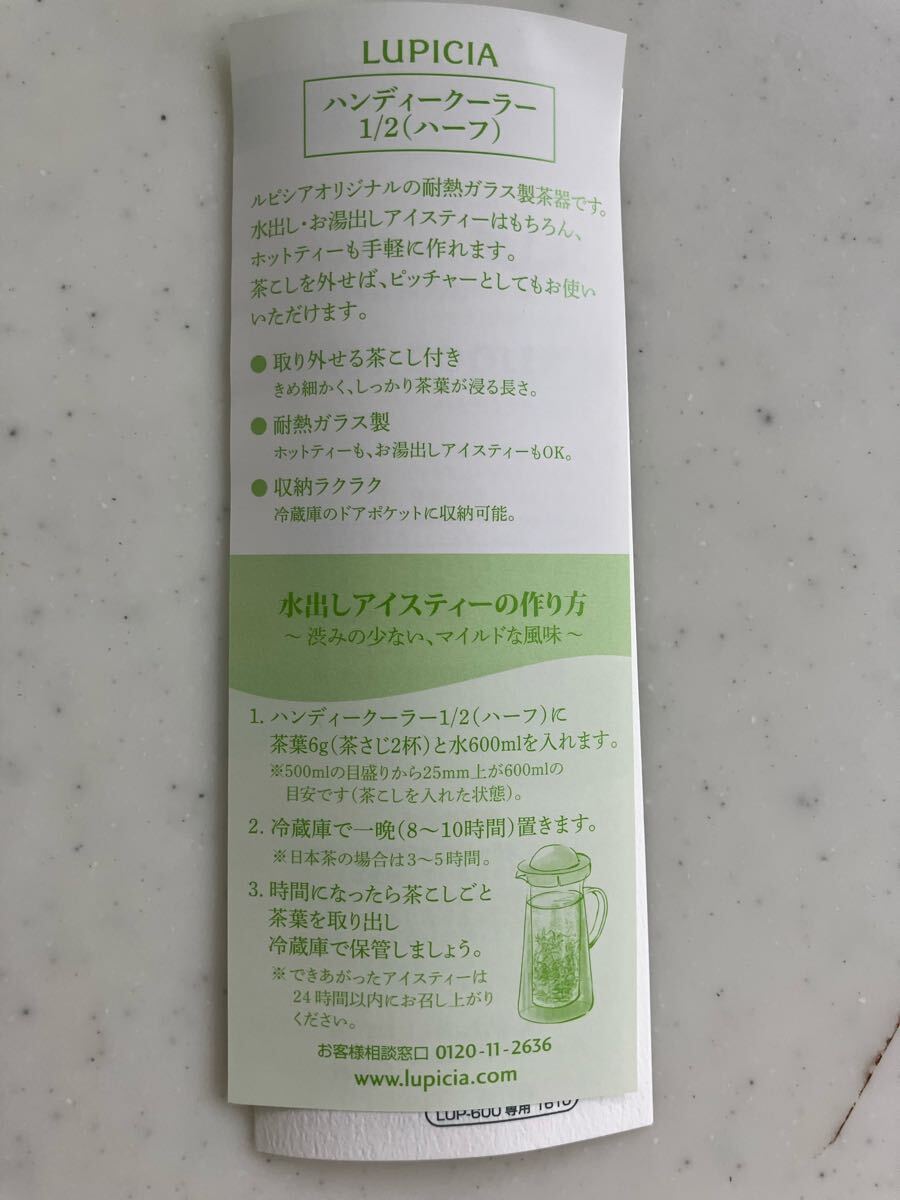 LUPICIA
ハンディークーラー
1/2（ハーフ）
ルピシアオリジナルの耐熱ガラス製茶器です。
水出し・お湯出しアイスティーはもちろん、
ホットティーも手軽に作れます。
茶こしを外せば、ピッチャーとしてもお使い
いただけます。
● 取り外せる茶こし付き
きめ細かく、しっかり茶葉が浸る長さ。
● 耐熱ガラス製
ホットティーも、お湯出しアイスティーもOK。
● 収納ラクラク
冷蔵庫のドアポケットに収納可能。
水出しアイスティーの作り方
～ 渋みの少ない、マイルドな風味 ～
1. ハンディークーラー1/2（ハーフ）に
茶葉6g（茶さじ2杯）と水600mlを入れます。
※500mlの目盛りから25mm上が600mlの
目安です（茶こしを入れた状態）。
2. 冷蔵庫で一晩（8～10時間）置きます。
※日本茶の場合は3～5時間。
3. 時間になったら茶こしごと
茶葉を取り出し
冷蔵庫で保管しましょう。
※できあがったアイスティーは
24時間以内にお召し上がり
ください。
お客様相談窓口 0120-11-2636
www.lupicia.com
LUP-600 専用 1610